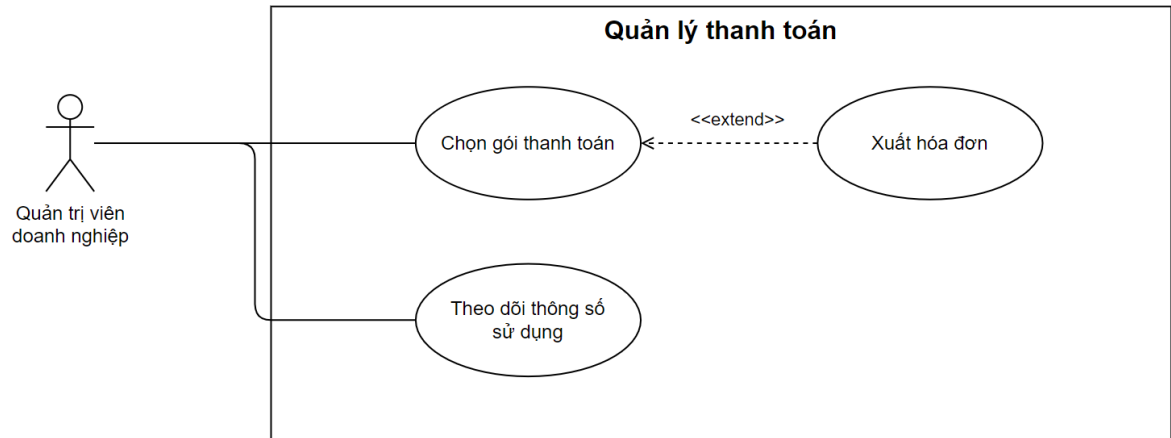 Quản lý thanh toán
Chọn gói thanh toán
<<extend>>
Xuất hóa đơn
Quản trị viên
doanh nghiệp
Theo dõi thông số
sử dụng